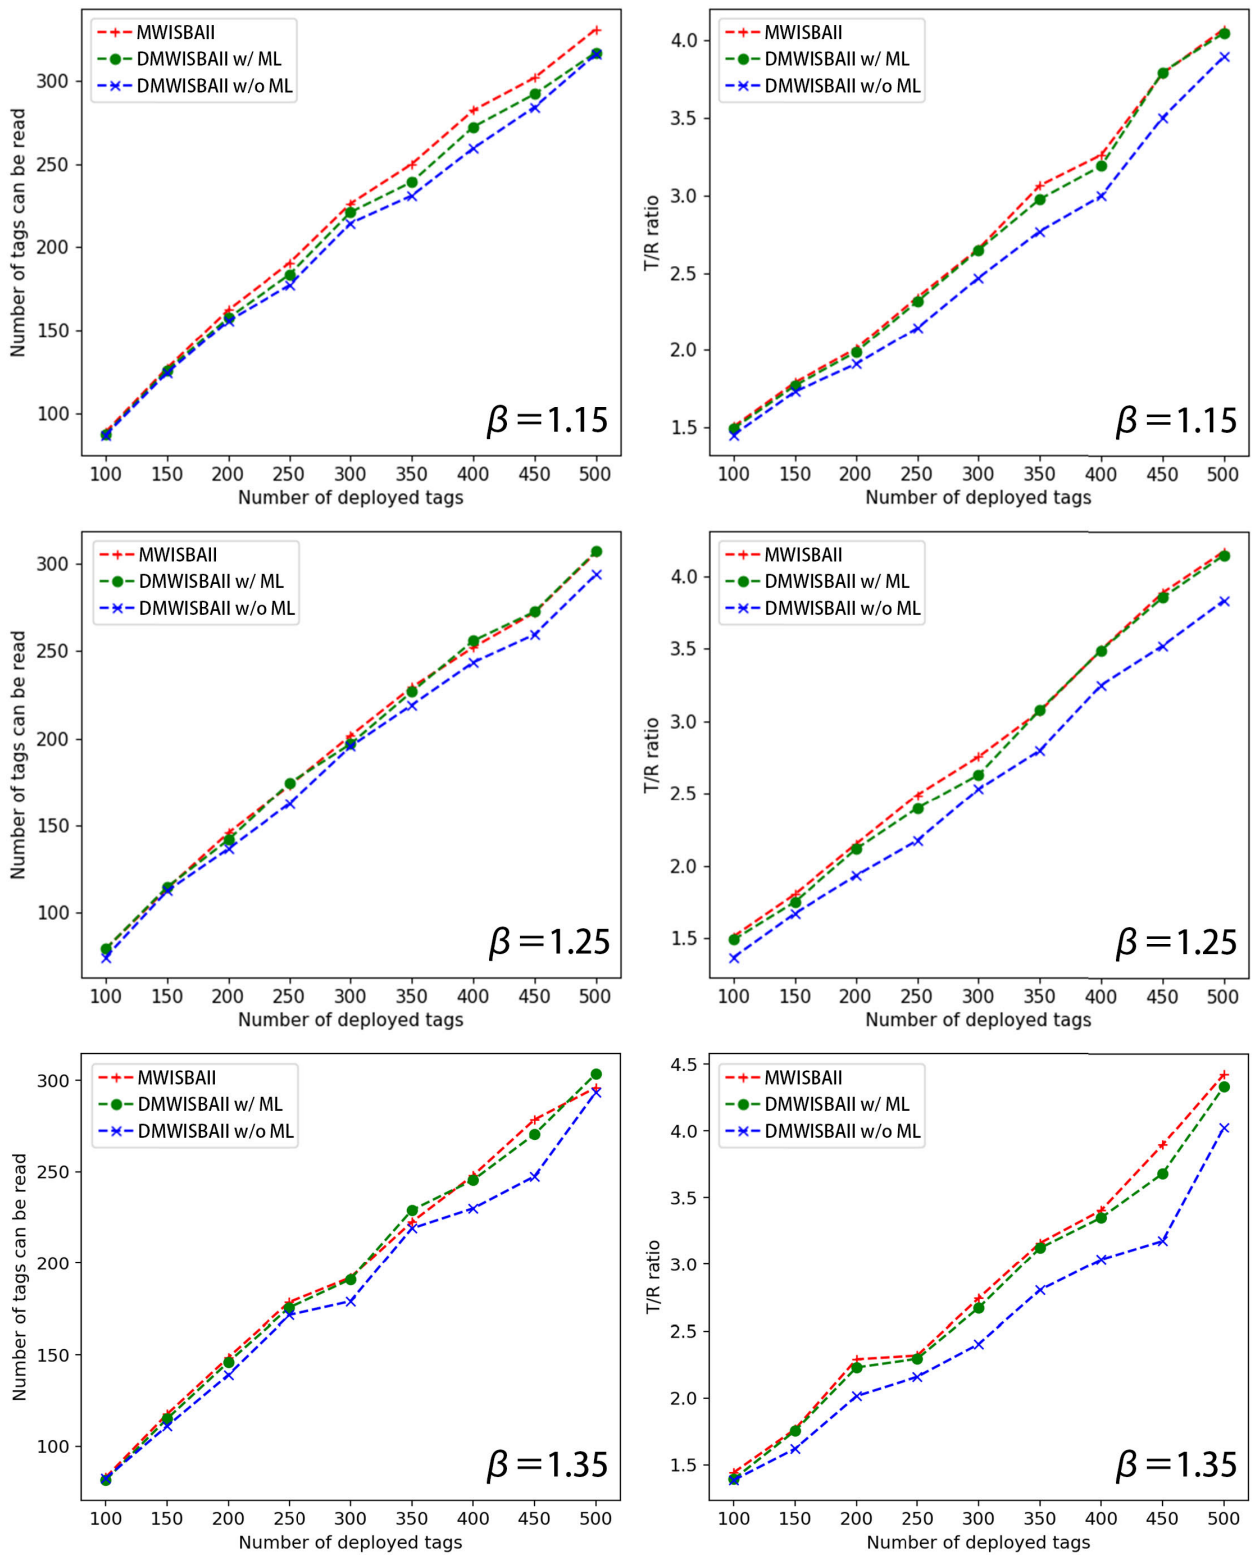 MWISBAII
DMWISBAII w/ ML
DMWISBAII w/o ML
300
250
200
150
100
Number of tags can be read
β=1.15
100 150 200 250 300 350 400 450 500
Number of deployed tags
MWISBAII
DMWISBAII w/ ML
DMWISBAII w/o ML
4.0
3.5
3.0
2.5
2.0
1.5
T/R ratio
β=1.15
100 150 200 250 300 350 400 450 500
Number of deployed tags
MWISBAII
DMWISBAII w/ ML
DMWISBAII w/o ML
300
250
200
150
100
Number of tags can be read
β=1.25
100 150 200 250 300 350 400 450 500
Number of deployed tags
MWISBAII
DMWISBAII w/ ML
DMWISBAII w/o ML
4.0
3.5
3.0
2.5
2.0
1.5
T/R ratio
β=1.25
100 150 200 250 300 350 400 450 500
Number of deployed tags
MWISBAII
DMWISBAII w/ ML
DMWISBAII w/o ML
300
250
200
150
100
Number of tags can be read
β=1.35
100 150 200 250 300 350 400 450 500
Number of deployed tags
MWISBAII
DMWISBAII w/ ML
DMWISBAII w/o ML
4.5
4.0
3.5
3.0
2.5
2.0
1.5
T/R ratio
β=1.35
100 150 200 250 300 350 400 450 500
Number of deployed tags